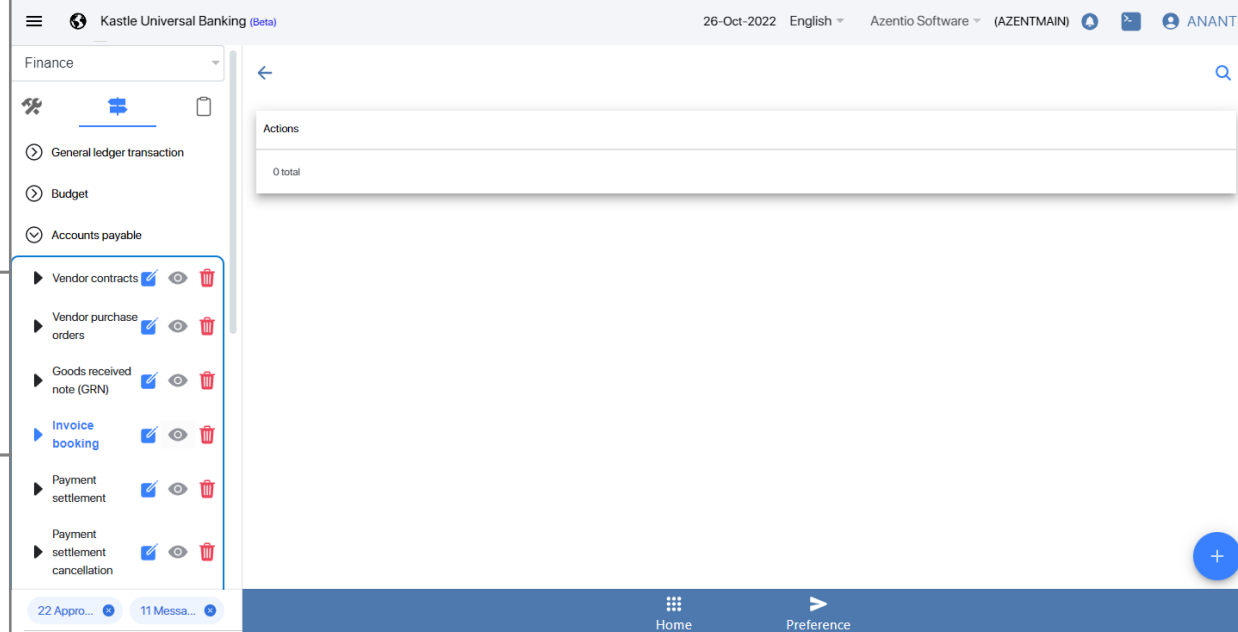 Kastle Universal Banking (Beta)
26-Oct-2022 English Azentio Software (AZENTMAIN) ANANT
Finance
General ledger transaction
Budget
Accounts payable
Vendor contracts
Vendor purchase
orders
Goods received
note (GRN)
Invoice
booking
Payment
settlement
Payment
settlement
cancellation
22 Appro...
11 Messa...
Actions
0 total
Home
Preference